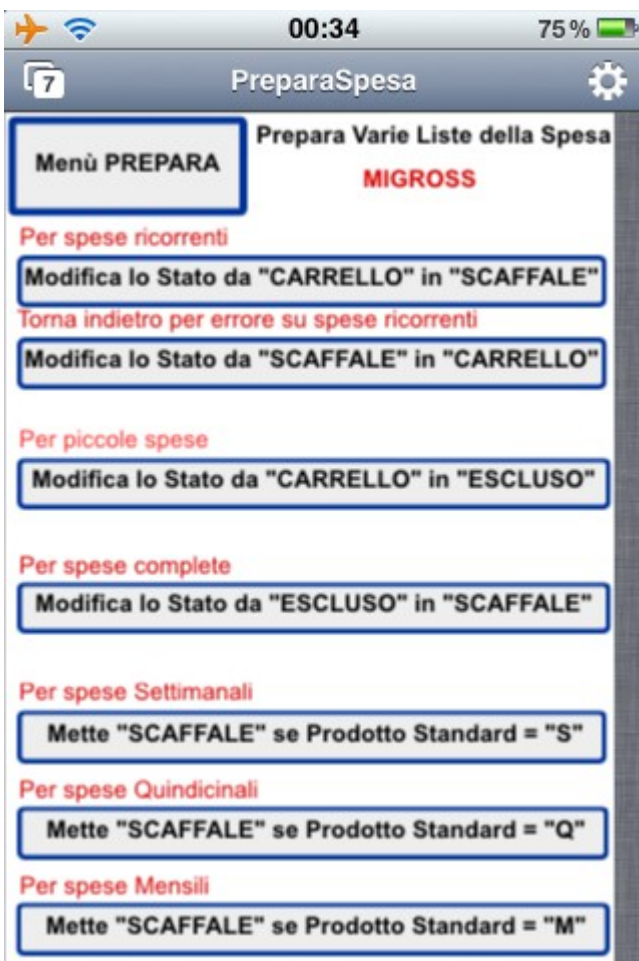 00:34
75%
7
PreparaSpesa
Menù PREPARA
Prepara Varie Liste della Spesa
MIGROSS
Per spese ricorrenti
Modifica lo Stato da "CARRELLO" in "SCAFFALE"
Torna indietro per errore su spese ricorrenti
Modifica lo Stato da "SCAFFALE" in "CARRELLO"
Per piccole spese
Modifica lo Stato da "CARRELLO" in "ESCLUSO"
Per spese complete
Modifica lo Stato da "ESCLUSO" in "SCAFFALE"
Per spese Settimanali
Mette "SCAFFALE" se Prodotto Standard = "S"
Per spese Quindicinali
Mette "SCAFFALE" se Prodotto Standard = "Q"
Per spese Mensili
Mette "SCAFFALE" se Prodotto Standard = "M"